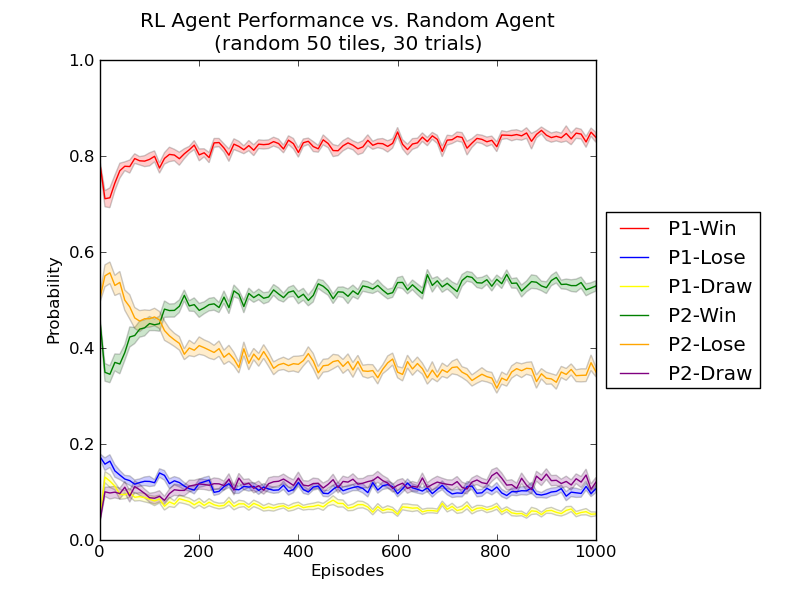 RL Agent Performance vs. Random Agent
(random 50 tiles, 30 trials)
1.0
0.8
0.6
0.4
0.2
0.0
Probability
0
200
400
600
800
1000
Episodes
P1-Win
P1-Lose
P1-Draw
P2-Win
P2-Lose
P2-Draw